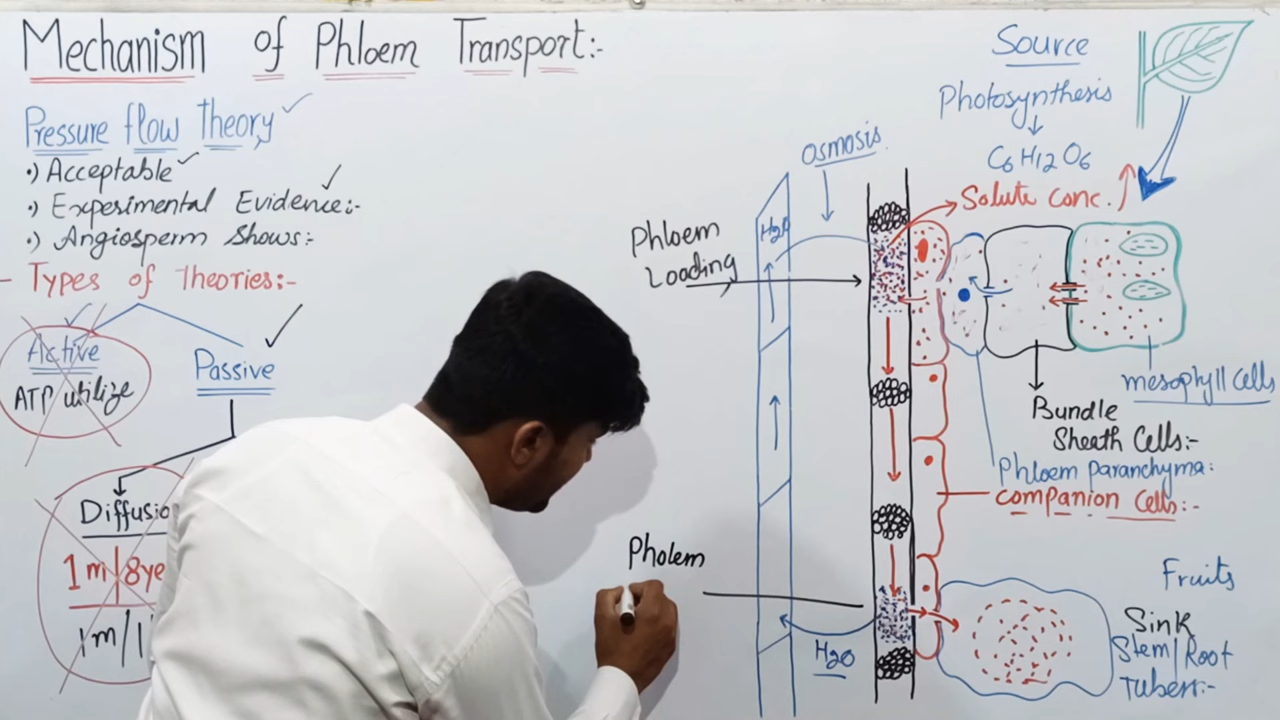 Mechanism of Phloem Transport:-
Pressure flow theory
•) Acceptable
•) Experimental Evidence:-
•) Angiosperm Shows:-
- Types of Theories:-
Active
ATP utilize
Passive
Diffusio
1m|8ye
1m/1
Phloem
Loading
Pholem
H2O
osmosis.
H2O
Source
Photosynthesis
C6H12O6
Solute Conc.
mesophyll cells
Bundle
Sheath Cells:-
Phloem paranchyma:
companion cells:-
Fruits
Sink
Stem/Root
Tubers:-